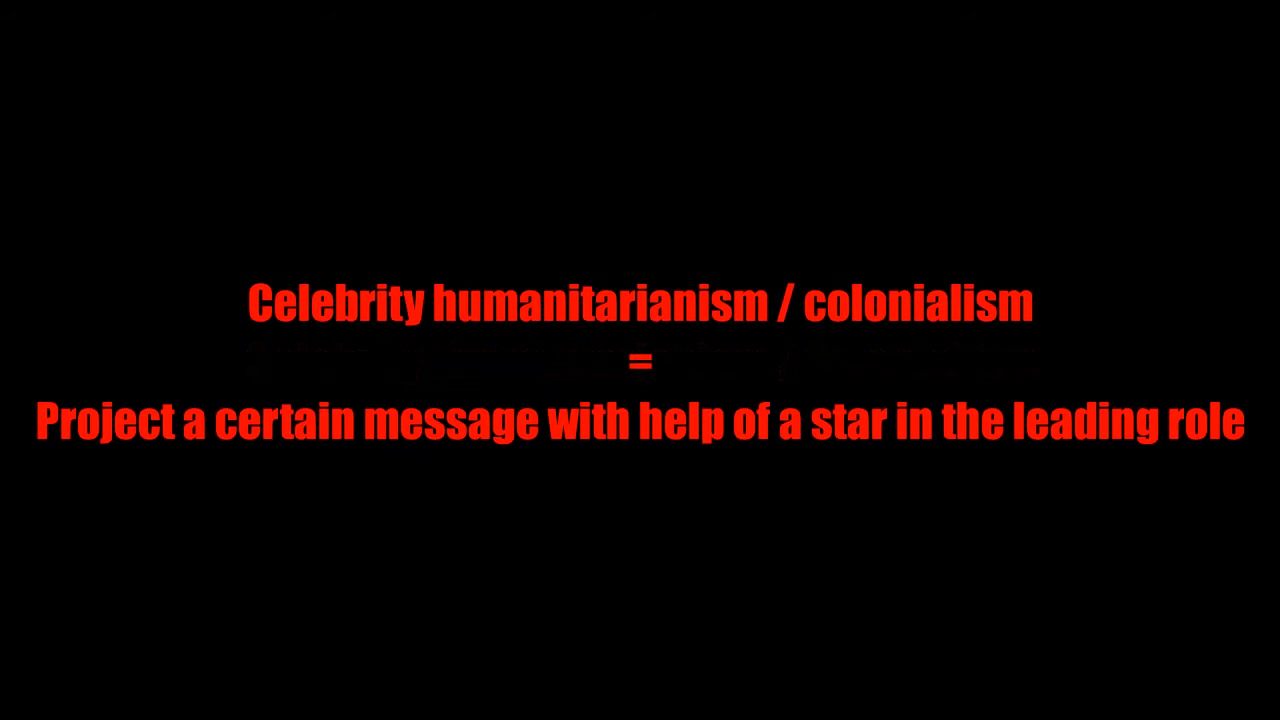 Celebrity humanitarianism / colonialism
=
Project a certain message with help of a star in the leading role